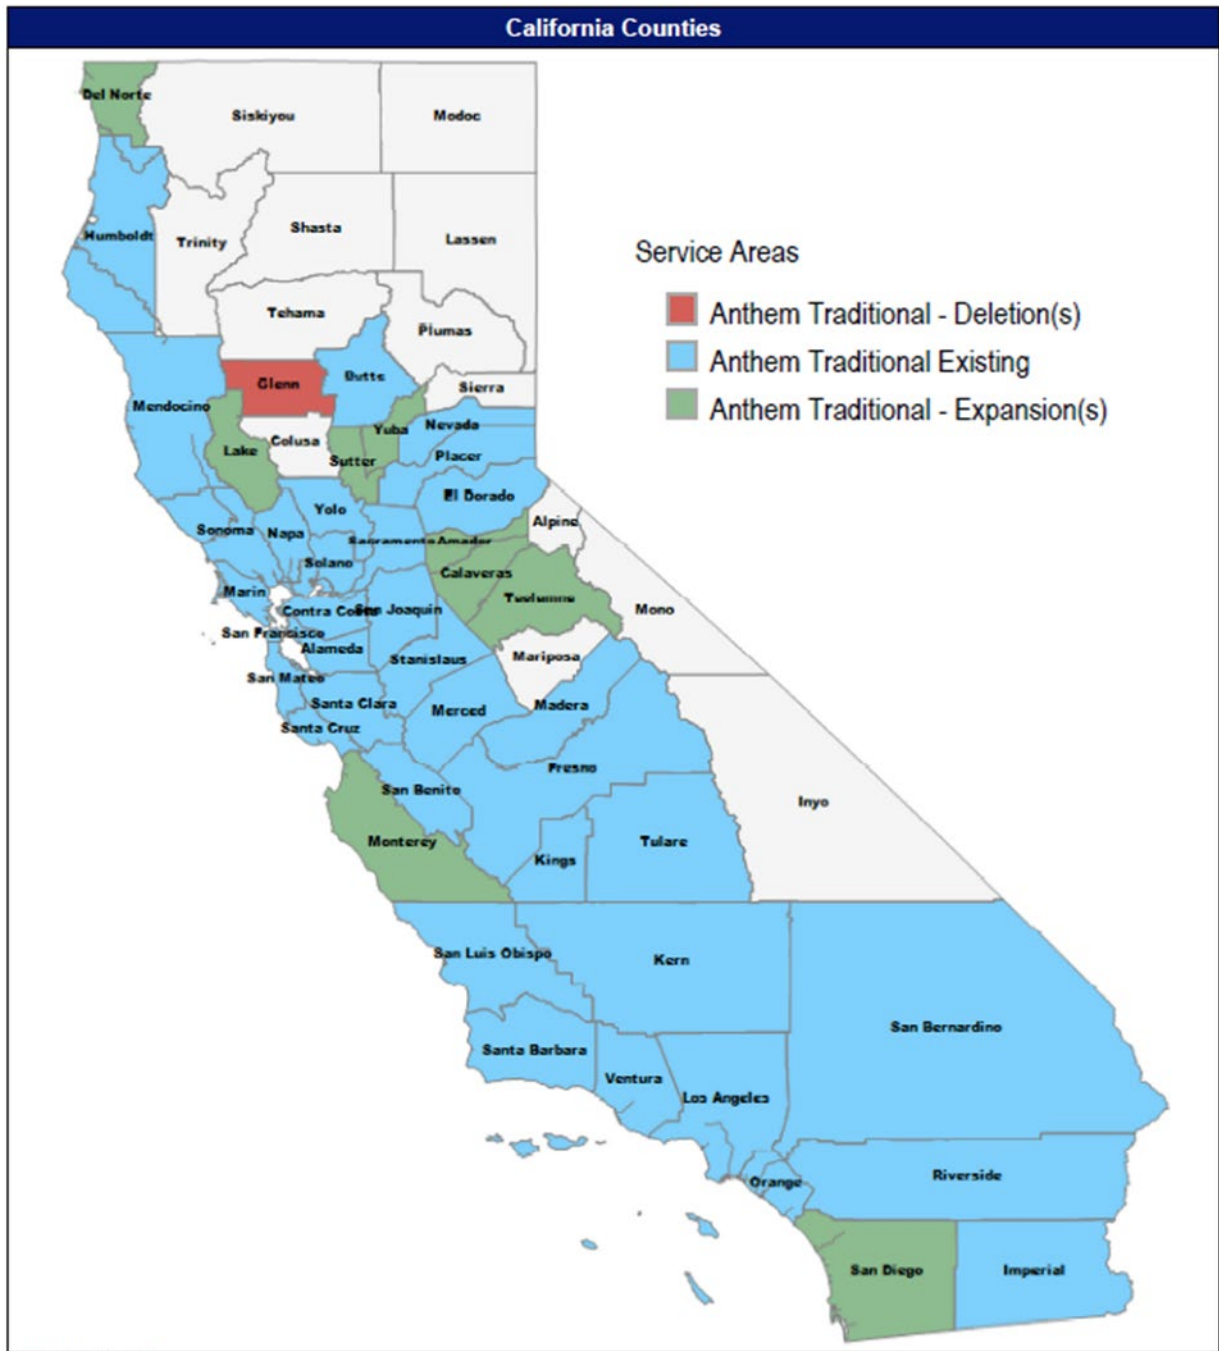 California Counties
Del Norte
Siskiyou
Modoc
Humboldt
Trinity
Shasta
Lassen
Tehama
Plumas
Glenn
Butte
Sierra
Mendocino
Lake
Colusa
Sutter
Yuba
Nevada
Placer
El Dorado
Sonoma
Napa
Yolo
Sacramento
Amador
Alpine
Solano
Calaveras
Marin
Contra Costa
San Joaquin
Tuolumne
Mono
San Francisco
Alameda
Stanislaus
Mariposa
San Mateo
Santa Clara
Merced
Madera
Santa Cruz
Fresno
San Benito
Inyo
Monterey
Kings
Tulare
San Luis Obispo
Kern
San Bernardino
Santa Barbara
Ventura
Los Angeles
Orange
Riverside
San Diego
Imperial
Service Areas
Anthem Traditional - Deletion(s)
Anthem Traditional Existing
Anthem Traditional - Expansion(s)